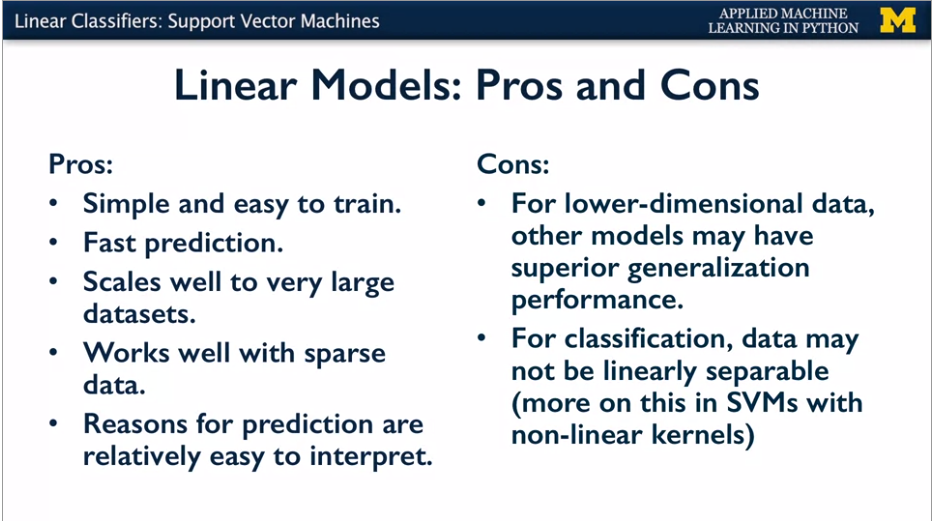 Linear Classifiers: Support Vector Machines
APPLIED MACHINE
LEARNING IN PYTHON
M
Linear Models: Pros and Cons
Pros:
• Simple and easy to train.
• Fast prediction.
• Scales well to very large
datasets.
• Works well with sparse
data.
• Reasons for prediction are
relatively easy to interpret.
Cons:
• For lower-dimensional data,
other models may have
superior generalization
performance.
• For classification, data may
not be linearly separable
(more on this in SVMs with
non-linear kernels)